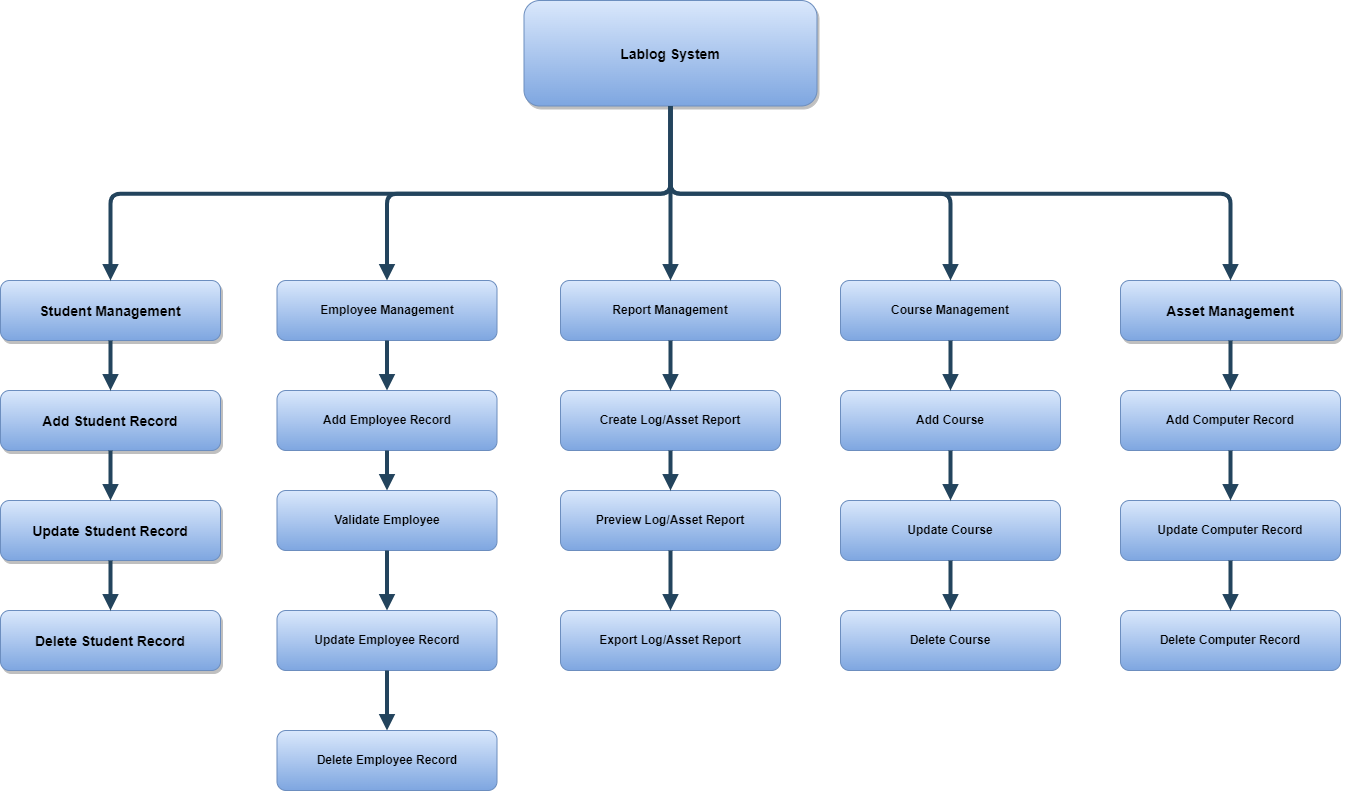 Lablog System
Student Management
Employee Management
Report Management
Course Management
Asset Management
Add Student Record
Add Employee Record
Create Log/Asset Report
Add Course
Add Computer Record
Update Student Record
Validate Employee
Preview Log/Asset Report
Update Course
Update Computer Record
Delete Student Record
Update Employee Record
Export Log/Asset Report
Delete Course
Delete Computer Record
Delete Employee Record